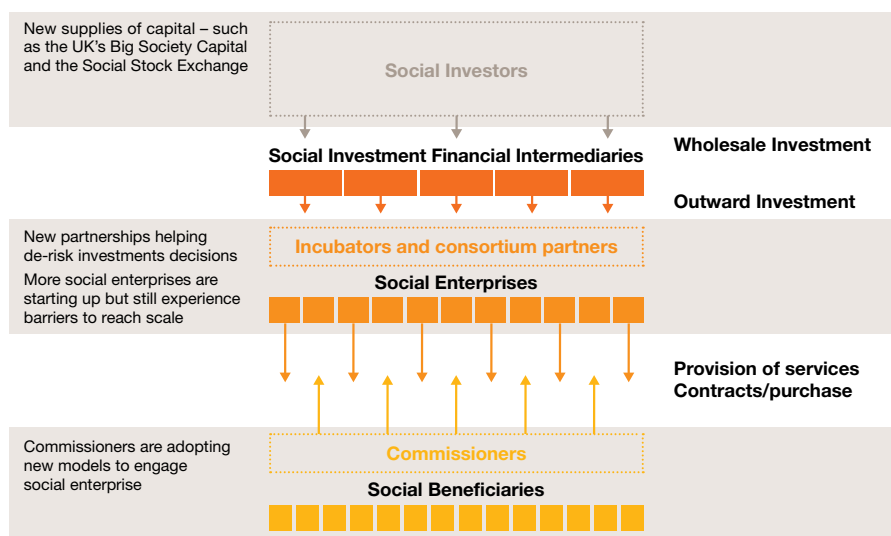 New supplies of capital – such
as the UK's Big Society Capital
and the Social Stock Exchange
Social Investors
Social Investment Financial Intermediaries
Wholesale Investment
Outward Investment
New partnerships helping
de-risk investments decisions
More social enterprises are
starting up but still experience
barriers to reach scale
Incubators and consortium partners
Social Enterprises
Provision of services
Contracts/purchase
Commissioners are adopting
new models to engage
social enterprise
Commissioners
Social Beneficiaries